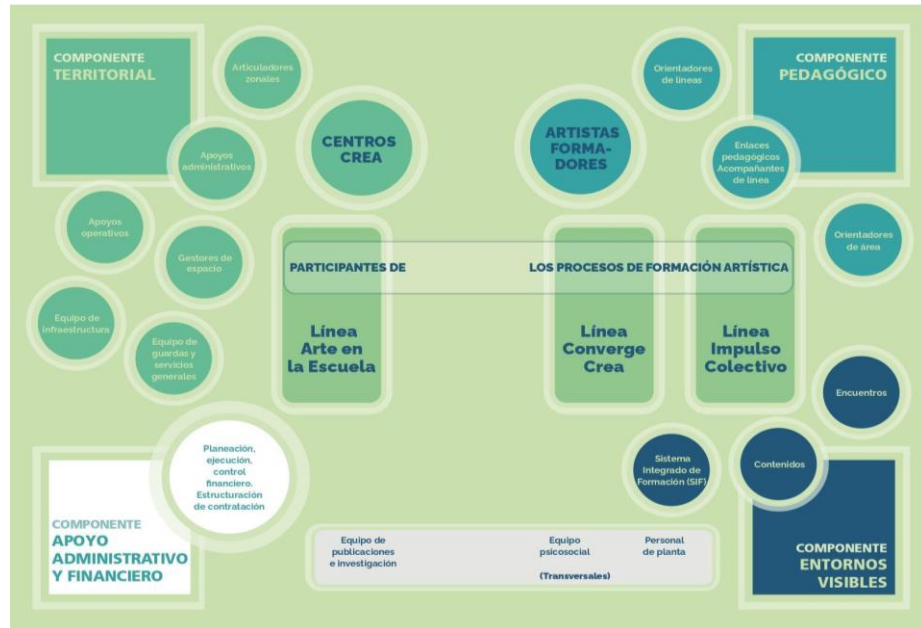 COMPONENTE
TERRITORIAL
Articuladores
zonales
Apoyos
administrativos
Apoyos
operativos
Gestores de
espacio
Equipo de
infraestructura
Equipo de
guardas y
servicios
generales
CENTROS
CREA
ARTISTAS
FORMA-
DORES
Orientadores
de líneas
COMPONENTE
PEDAGÓGICO
Enlaces
pedagógicos
Acompañantes
de línea
Orientadores
de área
PARTICIPANTES DE
LOS PROCESOS DE FORMACIÓN ARTÍSTICA
Línea
Arte en
la Escuela
Línea
Converge
Crea
Línea
Impulso
Colectivo
Planeación,
ejecución,
control
financiero.
Estructuración
de contratación
COMPONENTE
APOYO
ADMINISTRATIVO
Y FINANCIERO
Equipo de
publicaciones
e investigación
Equipo
psicosocial
Personal
de planta
(Transversales)
Sistema
Integrado de
Formación (SIF)
Contenidos
Encuentros
COMPONENTE
ENTORNOS
VISIBLES